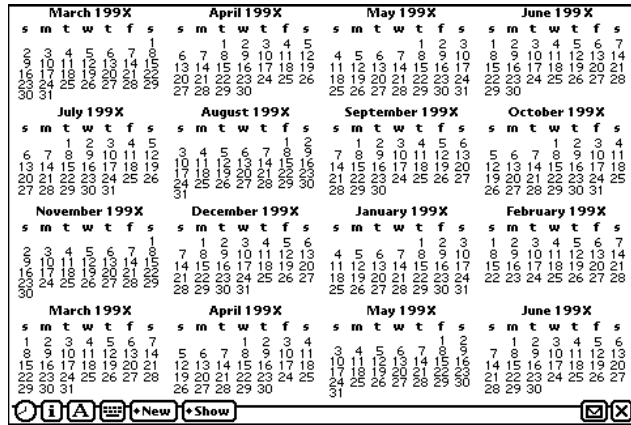 March 199X
s m t w t f s
1
2 3 4 5 6 7 8
9 10 11 12 13 14 15
16 17 18 19 20 21 22
23 24 25 26 27 28 29
30 31
April 199X
s m t w t f s
1 2 3 4 5
6 7 8 9 10 11 12
13 14 15 16 17 18 19
20 21 22 23 24 25 26
27 28 29 30
May 199X
s m t w t f s
1 2 3
4 5 6 7 8 9 10
11 12 13 14 15 16 17
18 19 20 21 22 23 24
25 26 27 28 29 30 31
June 199X
s m t w t f s
1 2 3 4 5 6 7
8 9 10 11 12 13 14
15 16 17 18 19 20 21
22 23 24 25 26 27 28
29 30
July 199X
s m t w t f s
1 2 3 4 5
6 7 8 9 10 11 12
13 14 15 16 17 18 19
20 21 22 23 24 25 26
27 28 29 30 31
August 199X
s m t w t f s
1 2
3 4 5 6 7 8 9
10 11 12 13 14 15 16
17 18 19 20 21 22 23
24 25 26 27 28 29 30
31
September 199X
s m t w t f s
1 2 3 4 5 6
7 8 9 10 11 12 13
14 15 16 17 18 19 20
21 22 23 24 25 26 27
28 29 30
October 199X
s m t w t f s
1 2 3 4
5 6 7 8 9 10 11
12 13 14 15 16 17 18
19 20 21 22 23 24 25
26 27 28 29 30 31
November 199X
s m t w t f s
1
2 3 4 5 6 7 8
9 10 11 12 13 14 15
16 17 18 19 20 21 22
23 24 25 26 27 28 29
30
December 199X
s m t w t f s
1 2 3 4 5 6
7 8 9 10 11 12 13
14 15 16 17 18 19 20
21 22 23 24 25 26 27
28 29 30 31
January 199X
s m t w t f s
1 2 3
4 5 6 7 8 9 10
11 12 13 14 15 16 17
18 19 20 21 22 23 24
25 26 27 28 29 30 31
February 199X
s m t w t f s
1 2 3 4 5 6 7
8 9 10 11 12 13 14
15 16 17 18 19 20 21
22 23 24 25 26 27 28
March 199X
s m t w t f s
1 2 3 4 5 6 7
8 9 10 11 12 13 14
15 16 17 18 19 20 21
22 23 24 25 26 27 28
29 30 31
April 199X
s m t w t f s
1 2 3 4
5 6 7 8 9 10 11
12 13 14 15 16 17 18
19 20 21 22 23 24 25
26 27 28 29 30
May 199X
s m t w t f s
1 2
3 4 5 6 7 8 9
10 11 12 13 14 15 16
17 18 19 20 21 22 23
24 25 26 27 28 29 30
31
June 199X
s m t w t f s
1 2 3 4 5 6
7 8 9 10 11 12 13
14 15 16 17 18 19 20
21 22 23 24 25 26 27
28 29 30
i A New Show X